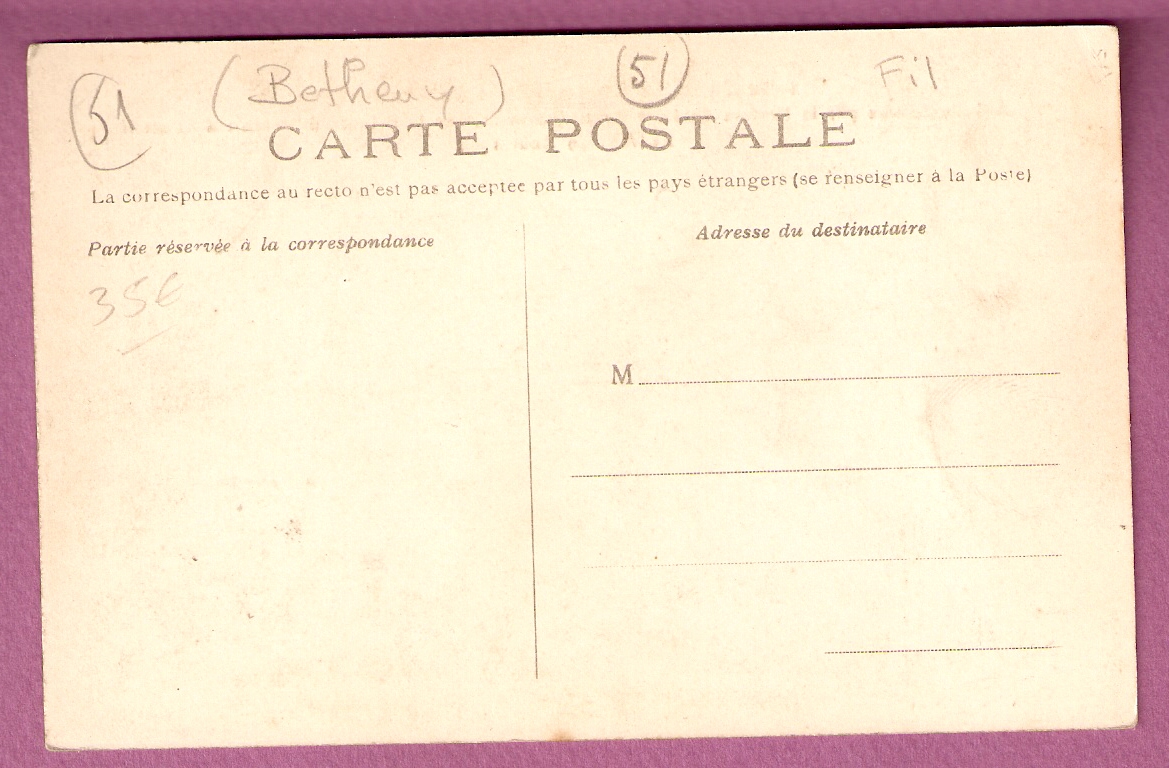 51 (Betheny) 51 Fil
CARTE POSTALE
La correspondance au recto n'est pas acceptée par tous les pays étrangers (se renseigner à la Poste)
Partie réservée à la correspondance
Adresse du destinataire
35€
M